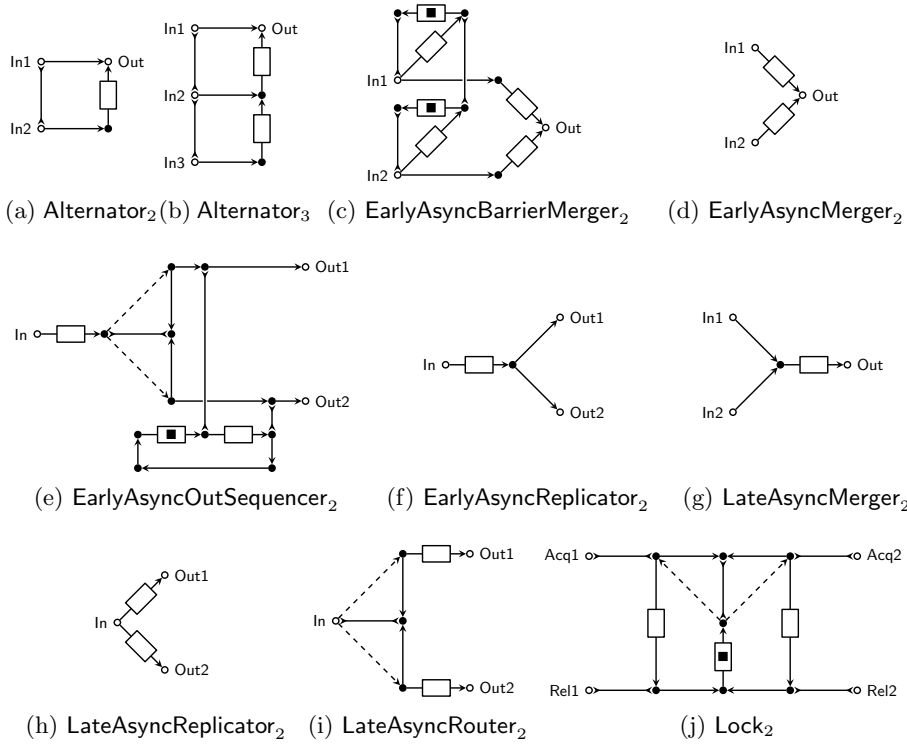 In1
Out
In2
In1
Out
In2
In3
In1
In2
Out
In1
Out
In2
(a) Alternator₂ (b) Alternator₃ (c) EarlyAsyncBarrierMerger₂ (d) EarlyAsyncMerger₂
Out1
In
Out2
Out1
In
Out2
In1
Out
In2
(e) EarlyAsyncOutSequencer₂ (f) EarlyAsyncReplicator₂ (g) LateAsyncMerger₂
Out1
In
Out2
Out1
In
Out2
Acq1 Acq2
Rel1 Rel2
(h) LateAsyncReplicator₂ (i) LateAsyncRouter₂ (j) Lock₂